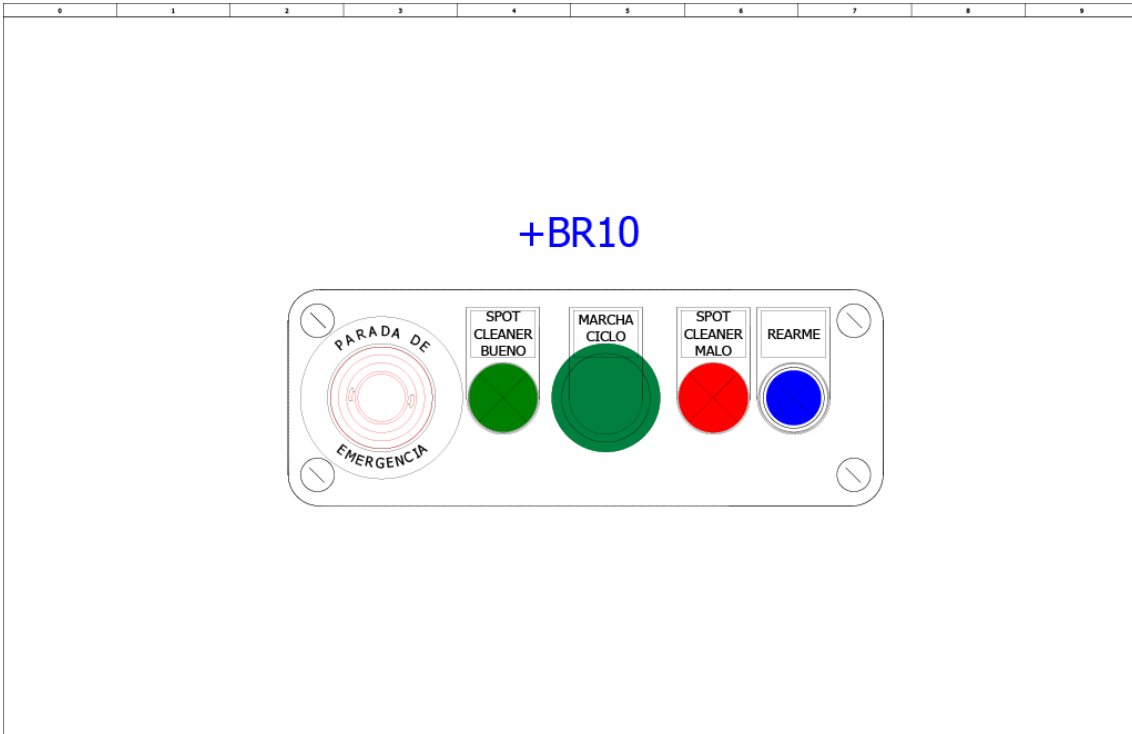 0 1 2 3 4 5 6 7 8 9
+BR10
PARADA DE
EMERGENCIA
SPOT
CLEANER
BUENO
MARCHA
CICLO
SPOT
CLEANER
MALO
REARME